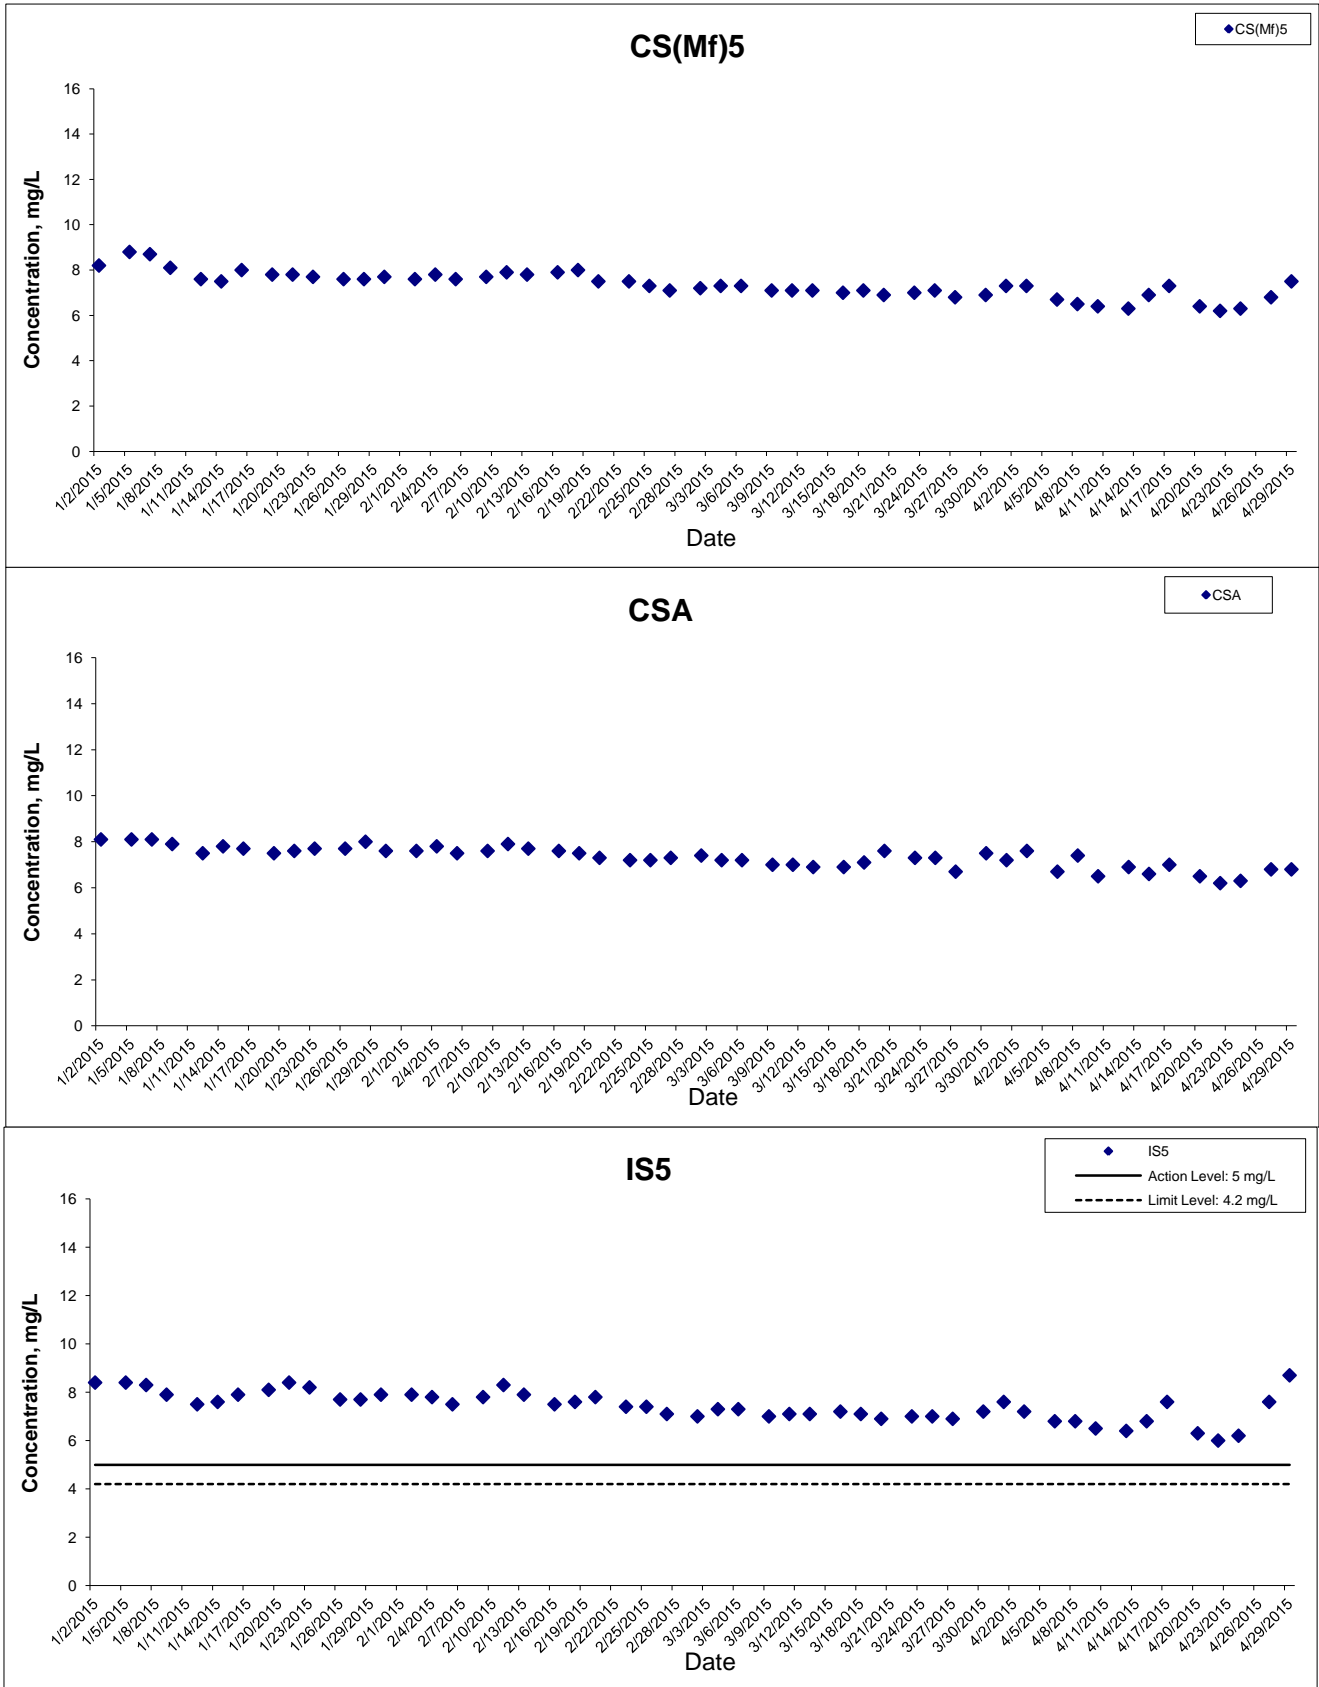 CS(Mf)5
CS(Mf)5
16
14
12
10
8
6
4
2
0
Concentration, mg/L
1/2/2015 1/5/2015 1/8/2015 1/11/2015 1/14/2015 1/17/2015 1/20/2015 1/23/2015 1/26/2015 1/29/2015 2/1/2015 2/4/2015 2/7/2015 2/10/2015 2/13/2015 2/16/2015 2/19/2015 2/22/2015 2/25/2015 2/28/2015 3/3/2015 3/6/2015 3/9/2015 3/12/2015 3/15/2015 3/18/2015 3/21/2015 3/24/2015 3/27/2015 3/30/2015 4/2/2015 4/5/2015 4/8/2015 4/11/2015 4/14/2015 4/17/2015 4/20/2015 4/23/2015 4/26/2015 4/29/2015
Date
CSA
CSA
16
14
12
10
8
6
4
2
0
Concentration, mg/L
1/2/2015 1/5/2015 1/8/2015 1/11/2015 1/14/2015 1/17/2015 1/20/2015 1/23/2015 1/26/2015 1/29/2015 2/1/2015 2/4/2015 2/7/2015 2/10/2015 2/13/2015 2/16/2015 2/19/2015 2/22/2015 2/25/2015 2/28/2015 3/3/2015 3/6/2015 3/9/2015 3/12/2015 3/15/2015 3/18/2015 3/21/2015 3/24/2015 3/27/2015 3/30/2015 4/2/2015 4/5/2015 4/8/2015 4/11/2015 4/14/2015 4/17/2015 4/20/2015 4/23/2015 4/26/2015 4/29/2015
Date
IS5
IS5
Action Level: 5 mg/L
Limit Level: 4.2 mg/L
16
14
12
10
8
6
4
2
0
Concentration, mg/L
1/2/2015 1/5/2015 1/8/2015 1/11/2015 1/14/2015 1/17/2015 1/20/2015 1/23/2015 1/26/2015 1/29/2015 2/1/2015 2/4/2015 2/7/2015 2/10/2015 2/13/2015 2/16/2015 2/19/2015 2/22/2015 2/25/2015 2/28/2015 3/3/2015 3/6/2015 3/9/2015 3/12/2015 3/15/2015 3/18/2015 3/21/2015 3/24/2015 3/27/2015 3/30/2015 4/2/2015 4/5/2015 4/8/2015 4/11/2015 4/14/2015 4/17/2015 4/20/2015 4/23/2015 4/26/2015 4/29/2015
Date